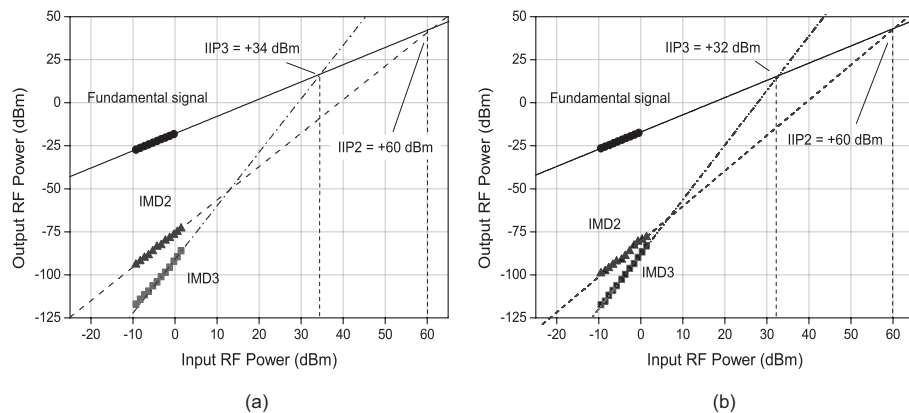 50
25
0
-25
-50
-75
-100
-125
Output RF Power (dBm)
IIP3 = +34 dBm
Fundamental signal
IIP2 = +60 dBm
IMD2
IMD3
-20 -10 0 10 20 30 40 50 60
Input RF Power (dBm)
(a)
50
25
0
-25
-50
-75
-100
-125
Output RF Power (dBm)
IIP3 = +32 dBm
Fundamental signal
IIP2 = +60 dBm
IMD2
IMD3
-20 -10 0 10 20 30 40 50 60
Input RF Power (dBm)
(b)